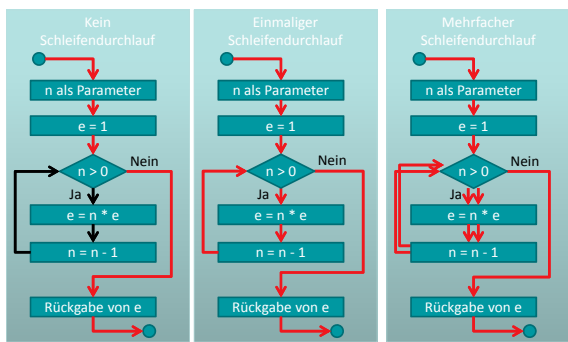 Kein
Schleifendurchlauf
n als Parameter
e = 1
n > 0
Nein
Ja
e = n * e
n = n - 1
Rückgabe von e
Einmaliger
Schleifendurchlauf
n als Parameter
e = 1
n > 0
Nein
Ja
e = n * e
n = n - 1
Rückgabe von e
Mehrfacher
Schleifendurchlauf
n als Parameter
e = 1
n > 0
Nein
Ja
e = n * e
n = n - 1
Rückgabe von e